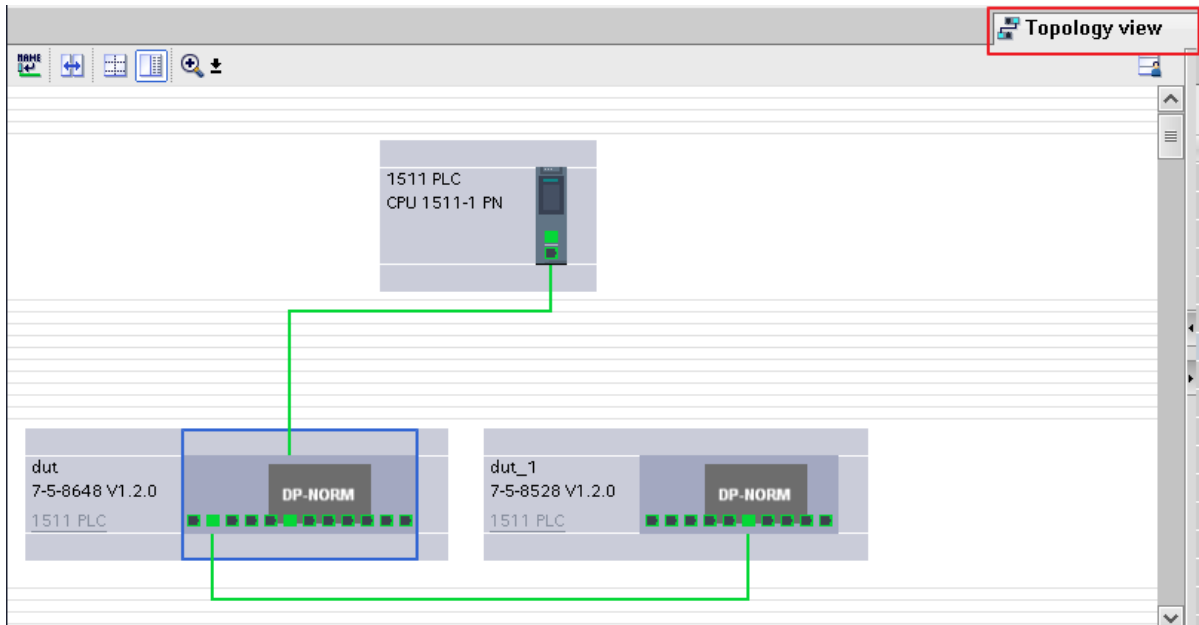 Topology view
NAME
1511 PLC
CPU 1511-1 PN
dut
7-5-8648 V1.2.0
1511 PLC
DP-NORM
dut_1
7-5-8528 V1.2.0
1511 PLC
DP-NORM